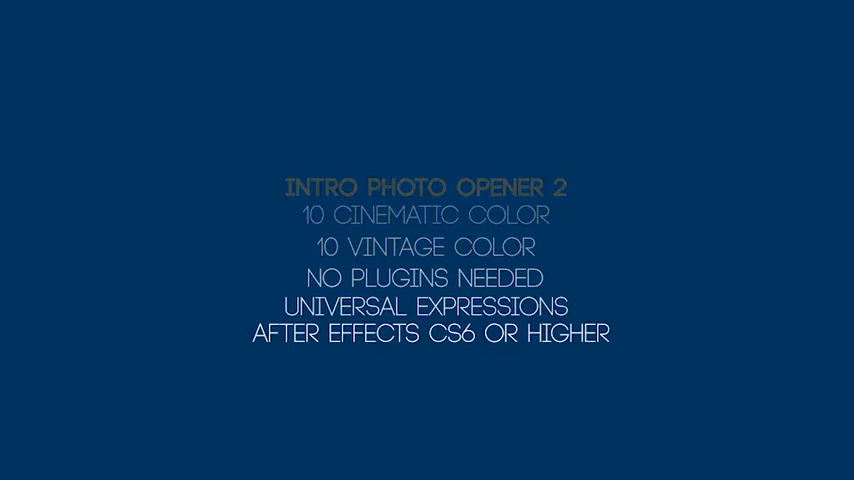 INTRO PHOTO OPENER 2
10 CINEMATIC COLOR
10 VINTAGE COLOR
NO PLUGINS NEEDED
UNIVERSAL EXPRESSIONS
AFTER EFFECTS CS6 OR HIGHER